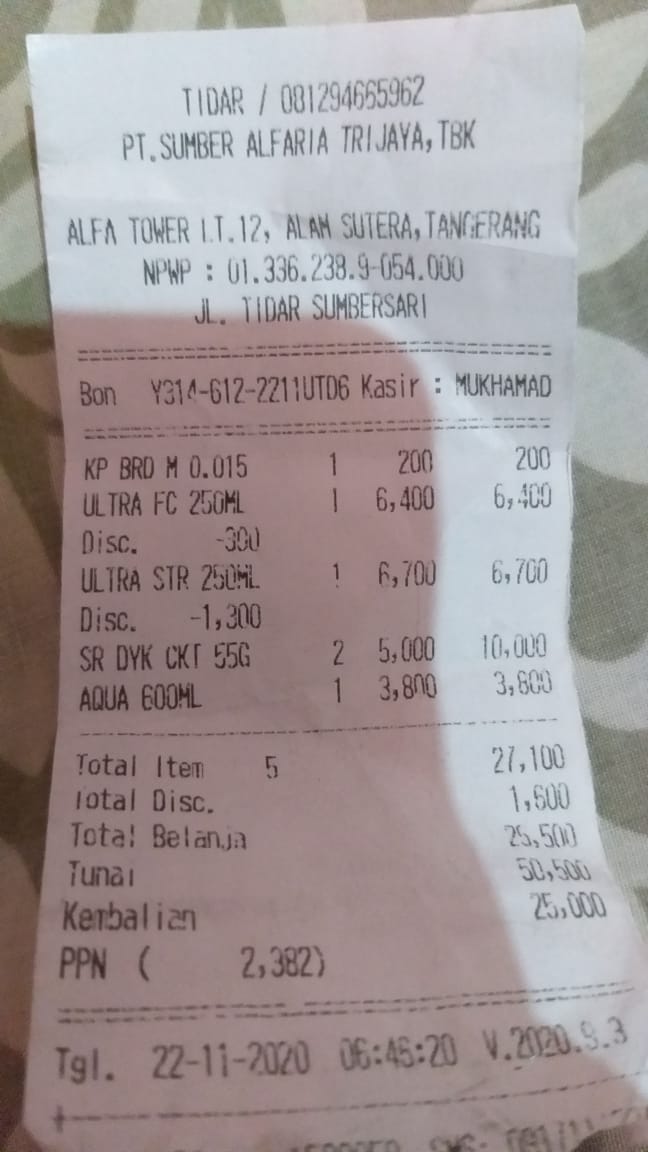 TIDAR / 081294665962
PT.SUMBER ALFARIA TRIJAYA,TBK
ALFA TOWER LT.12, ALAM SUTERA,TANGERANG
NPWP : 01.336.238.9-054.000
JL. TIDAR SUMBERSARI
Bon Y314-612-2211UTD6 Kasir : MUKHAMAD
KP BRD M 0.015 1 200 200
ULTRA FC 250ML 1 6,400 6,400
Disc. -300
ULTRA STR 250ML 1 6,700 6,700
Disc. -1,300
SR DYK CKT 55G 2 5,000 10,000
AQUA 600ML 1 3,800 3,800
Total Item 5 27,100
Total Disc. 1,600
Total Belanja 25,500
Tunai 50,500
Kembalian 25,000
PPN ( 2,382)
Tgl. 22-11-2020 06:46:20 V.2020.9.3